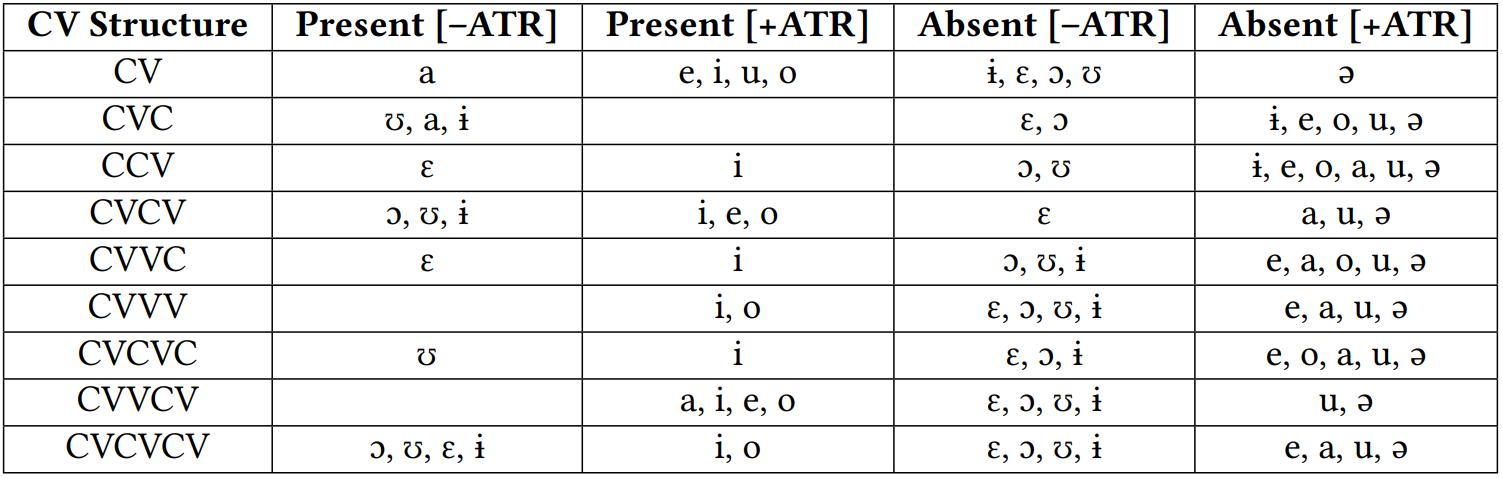 CV Structure Present [−ATR] Present [+ATR] Absent [−ATR] Absent [+ATR]
CV a e, i, u, o ɨ, ɛ, ɔ, ʊ ə
CVC ʊ, a, ɨ ɛ, ɔ ɨ, e, o, u, ə
CCV ɛ i ɔ, ʊ ɨ, e, o, a, u, ə
CVCV ɔ, ʊ, ɨ i, e, o ɛ a, u, ə
CVVC ɛ i ɔ, ʊ, ɨ e, a, o, u, ə
CVVV i, o ɛ, ɔ, ʊ, ɨ e, a, u, ə
CVCVC ʊ i ɛ, ɔ, ɨ e, o, a, u, ə
CVVCV a, i, e, o ɛ, ɔ, ʊ, ɨ u, ə
CVCVCV ɔ, ʊ, ɛ, ɨ i, o ɛ, ɔ, ʊ, ɨ e, a, u, ə